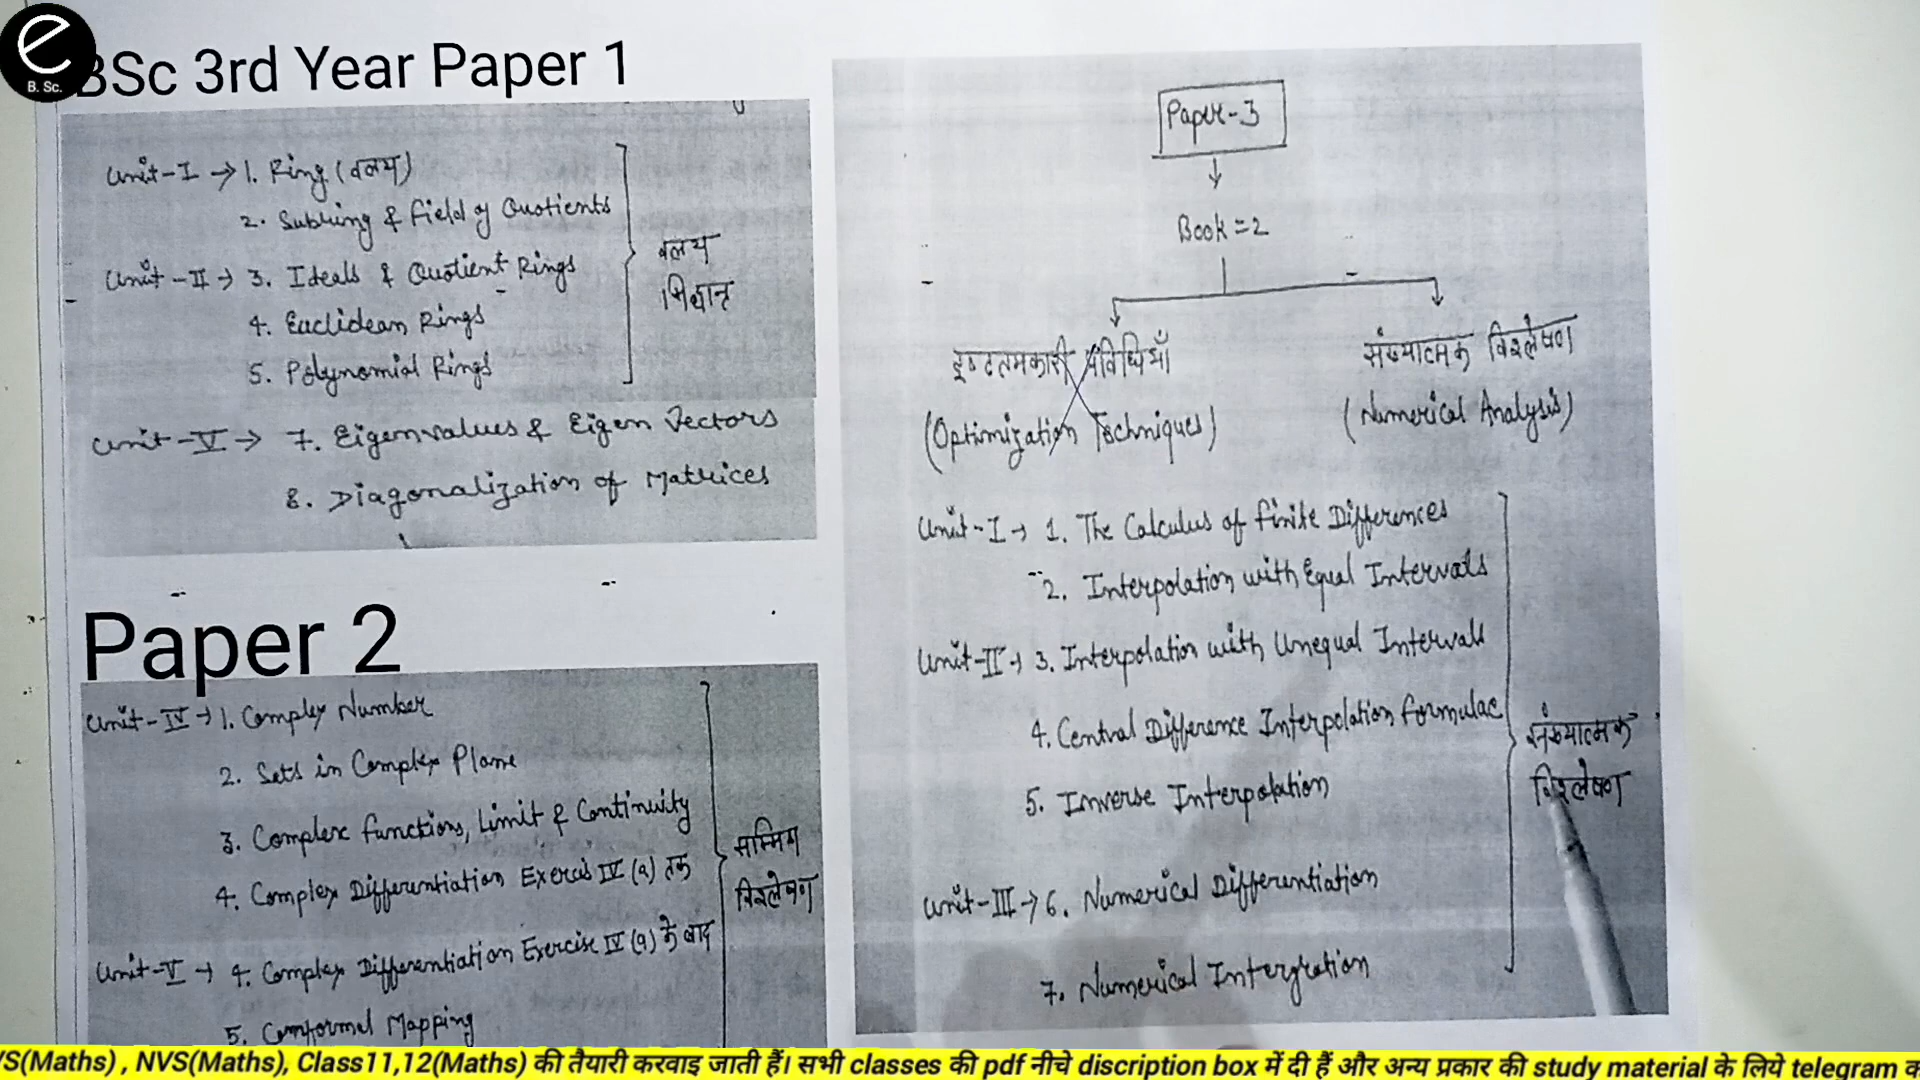 e
B. Sc.
BSc 3rd Year Paper 1
Unit-I → 1. Ring (वलय)
2. Subring & Field of Quotients
Unit-II → 3. Ideals & Quotient Rings
4. Euclidean Rings
5. Polynomial Rings
वलय
सिद्धान्त
Unit-V → 7. Eigenvalues & Eigen Vectors
8. Diagonalization of Matrices
Paper 2
Unit-IV → 1. Complex Number
2. Sets in Complex Plane
3. Complex functions, Limit & Continuity
4. Complex Differentiation Exercis IV (a) तक
Unit-V → 4. Complex Differentiation Exercise IV (a) के बाद
5. Conformal Mapping
सम्मिश्र
विश्लेषण
Paper-3
Book = 2
इष्टतमकारी प्रविधियाँ
(Optimization Techniques)
संख्यात्मक विश्लेषण
(Numerical Analysis)
Unit-I → 1. The Calculus of finite Differences
2. Interpolation with Equal Intervals
Unit-II → 3. Interpolation with Unequal Intervals
4. Central Difference Interpolation formulae
5. Inverse Interpolation
Unit-III → 6. Numerical Differentiation
7. Numerical Intergration
संख्यात्मक
विश्लेषण
VS(Maths) , NVS(Maths), Class11,12(Maths) की तैयारी करवाइ जाती हैं। सभी classes की pdf नीचे discription box में दी हैं और अन्य प्रकार की study material के लिये telegram